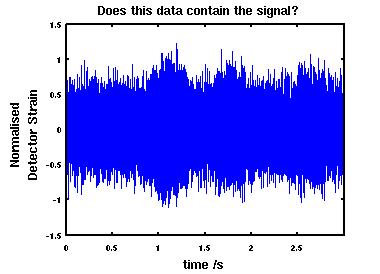 Does this data contain the signal?
1.5
1
0.5
0
-0.5
-1
-1.5
Normalised
Detector Strain
0 0.5 1 1.5 2 2.5
time /s